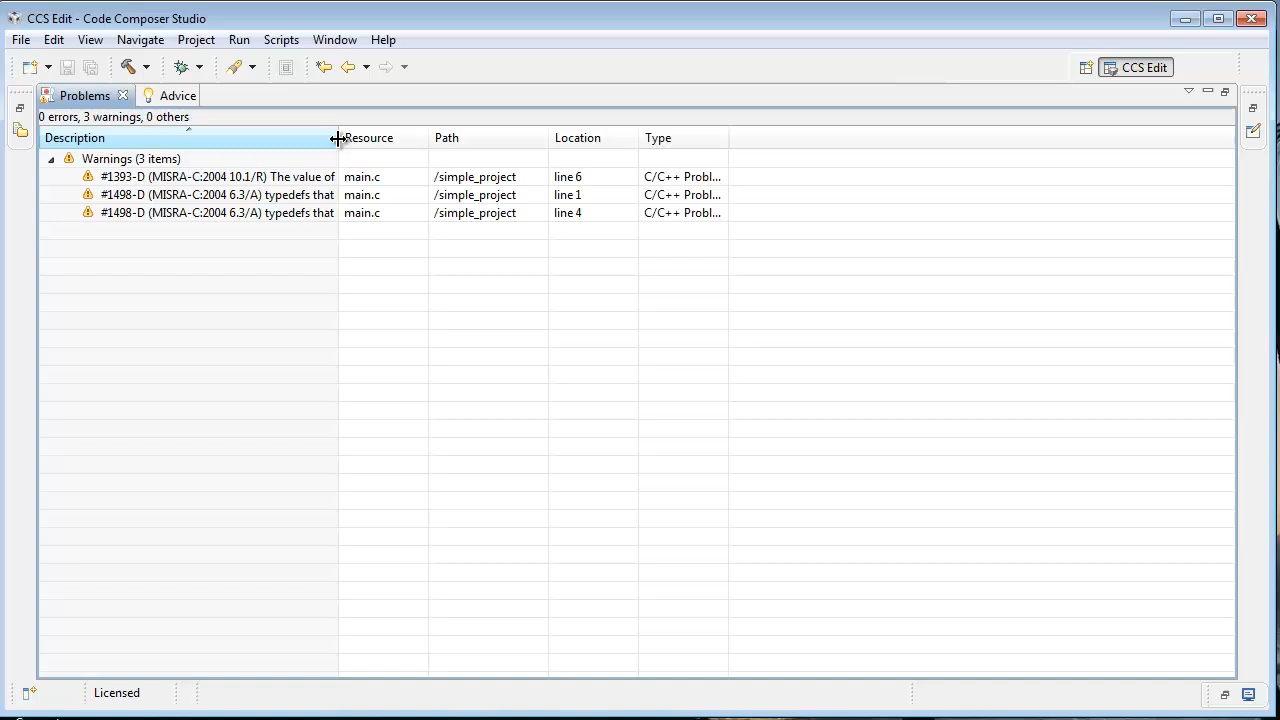 CCS Edit - Code Composer Studio
File Edit View Navigate Project Run Scripts Window Help
CCS Edit
Problems Advice
0 errors, 3 warnings, 0 others
Description Resource Path Location Type
Warnings (3 items)
#1393-D (MISRA-C:2004 10.1/R) The value of main.c /simple_project line 6 C/C++ Probl...
#1498-D (MISRA-C:2004 6.3/A) typedefs that main.c /simple_project line 1 C/C++ Probl...
#1498-D (MISRA-C:2004 6.3/A) typedefs that main.c /simple_project line 4 C/C++ Probl...
Licensed